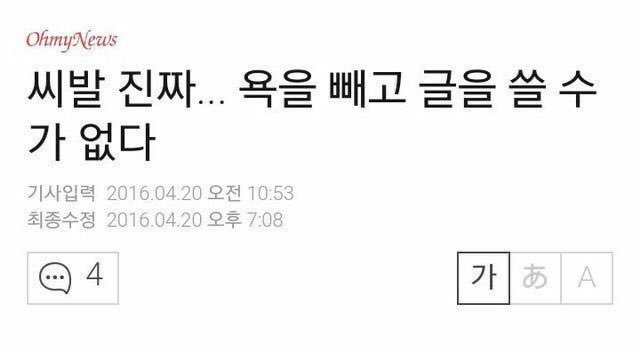 OhmyNews
씨발 진짜... 욕을 빼고 글을 쓸 수
가 없다
기사입력 2016.04.20 오전 10:53
최종수정 2016.04.20 오후 7:08
4 가 あ A